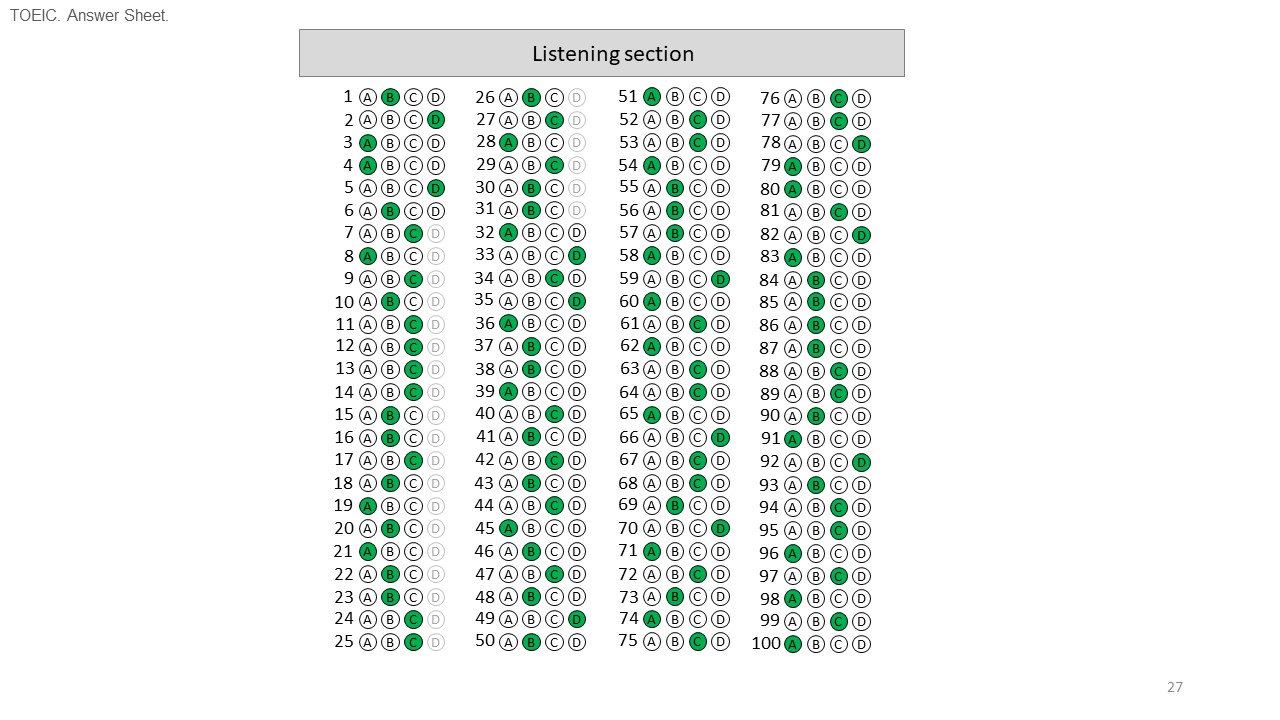 TOEIC. Answer Sheet.
Listening section
1 A B C D
2 A B C D
3 A B C D
4 A B C D
5 A B C D
6 A B C D
7 A B C D
8 A B C D
9 A B C D
10 A B C D
11 A B C D
12 A B C D
13 A B C D
14 A B C D
15 A B C D
16 A B C D
17 A B C D
18 A B C D
19 A B C D
20 A B C D
21 A B C D
22 A B C D
23 A B C D
24 A B C D
25 A B C D
26 A B C D
27 A B C D
28 A B C D
29 A B C D
30 A B C D
31 A B C D
32 A B C D
33 A B C D
34 A B C D
35 A B C D
36 A B C D
37 A B C D
38 A B C D
39 A B C D
40 A B C D
41 A B C D
42 A B C D
43 A B C D
44 A B C D
45 A B C D
46 A B C D
47 A B C D
48 A B C D
49 A B C D
50 A B C D
51 A B C D
52 A B C D
53 A B C D
54 A B C D
55 A B C D
56 A B C D
57 A B C D
58 A B C D
59 A B C D
60 A B C D
61 A B C D
62 A B C D
63 A B C D
64 A B C D
65 A B C D
66 A B C D
67 A B C D
68 A B C D
69 A B C D
70 A B C D
71 A B C D
72 A B C D
73 A B C D
74 A B C D
75 A B C D
76 A B C D
77 A B C D
78 A B C D
79 A B C D
80 A B C D
81 A B C D
82 A B C D
83 A B C D
84 A B C D
85 A B C D
86 A B C D
87 A B C D
88 A B C D
89 A B C D
90 A B C D
91 A B C D
92 A B C D
93 A B C D
94 A B C D
95 A B C D
96 A B C D
97 A B C D
98 A B C D
99 A B C D
100 A B C D
27